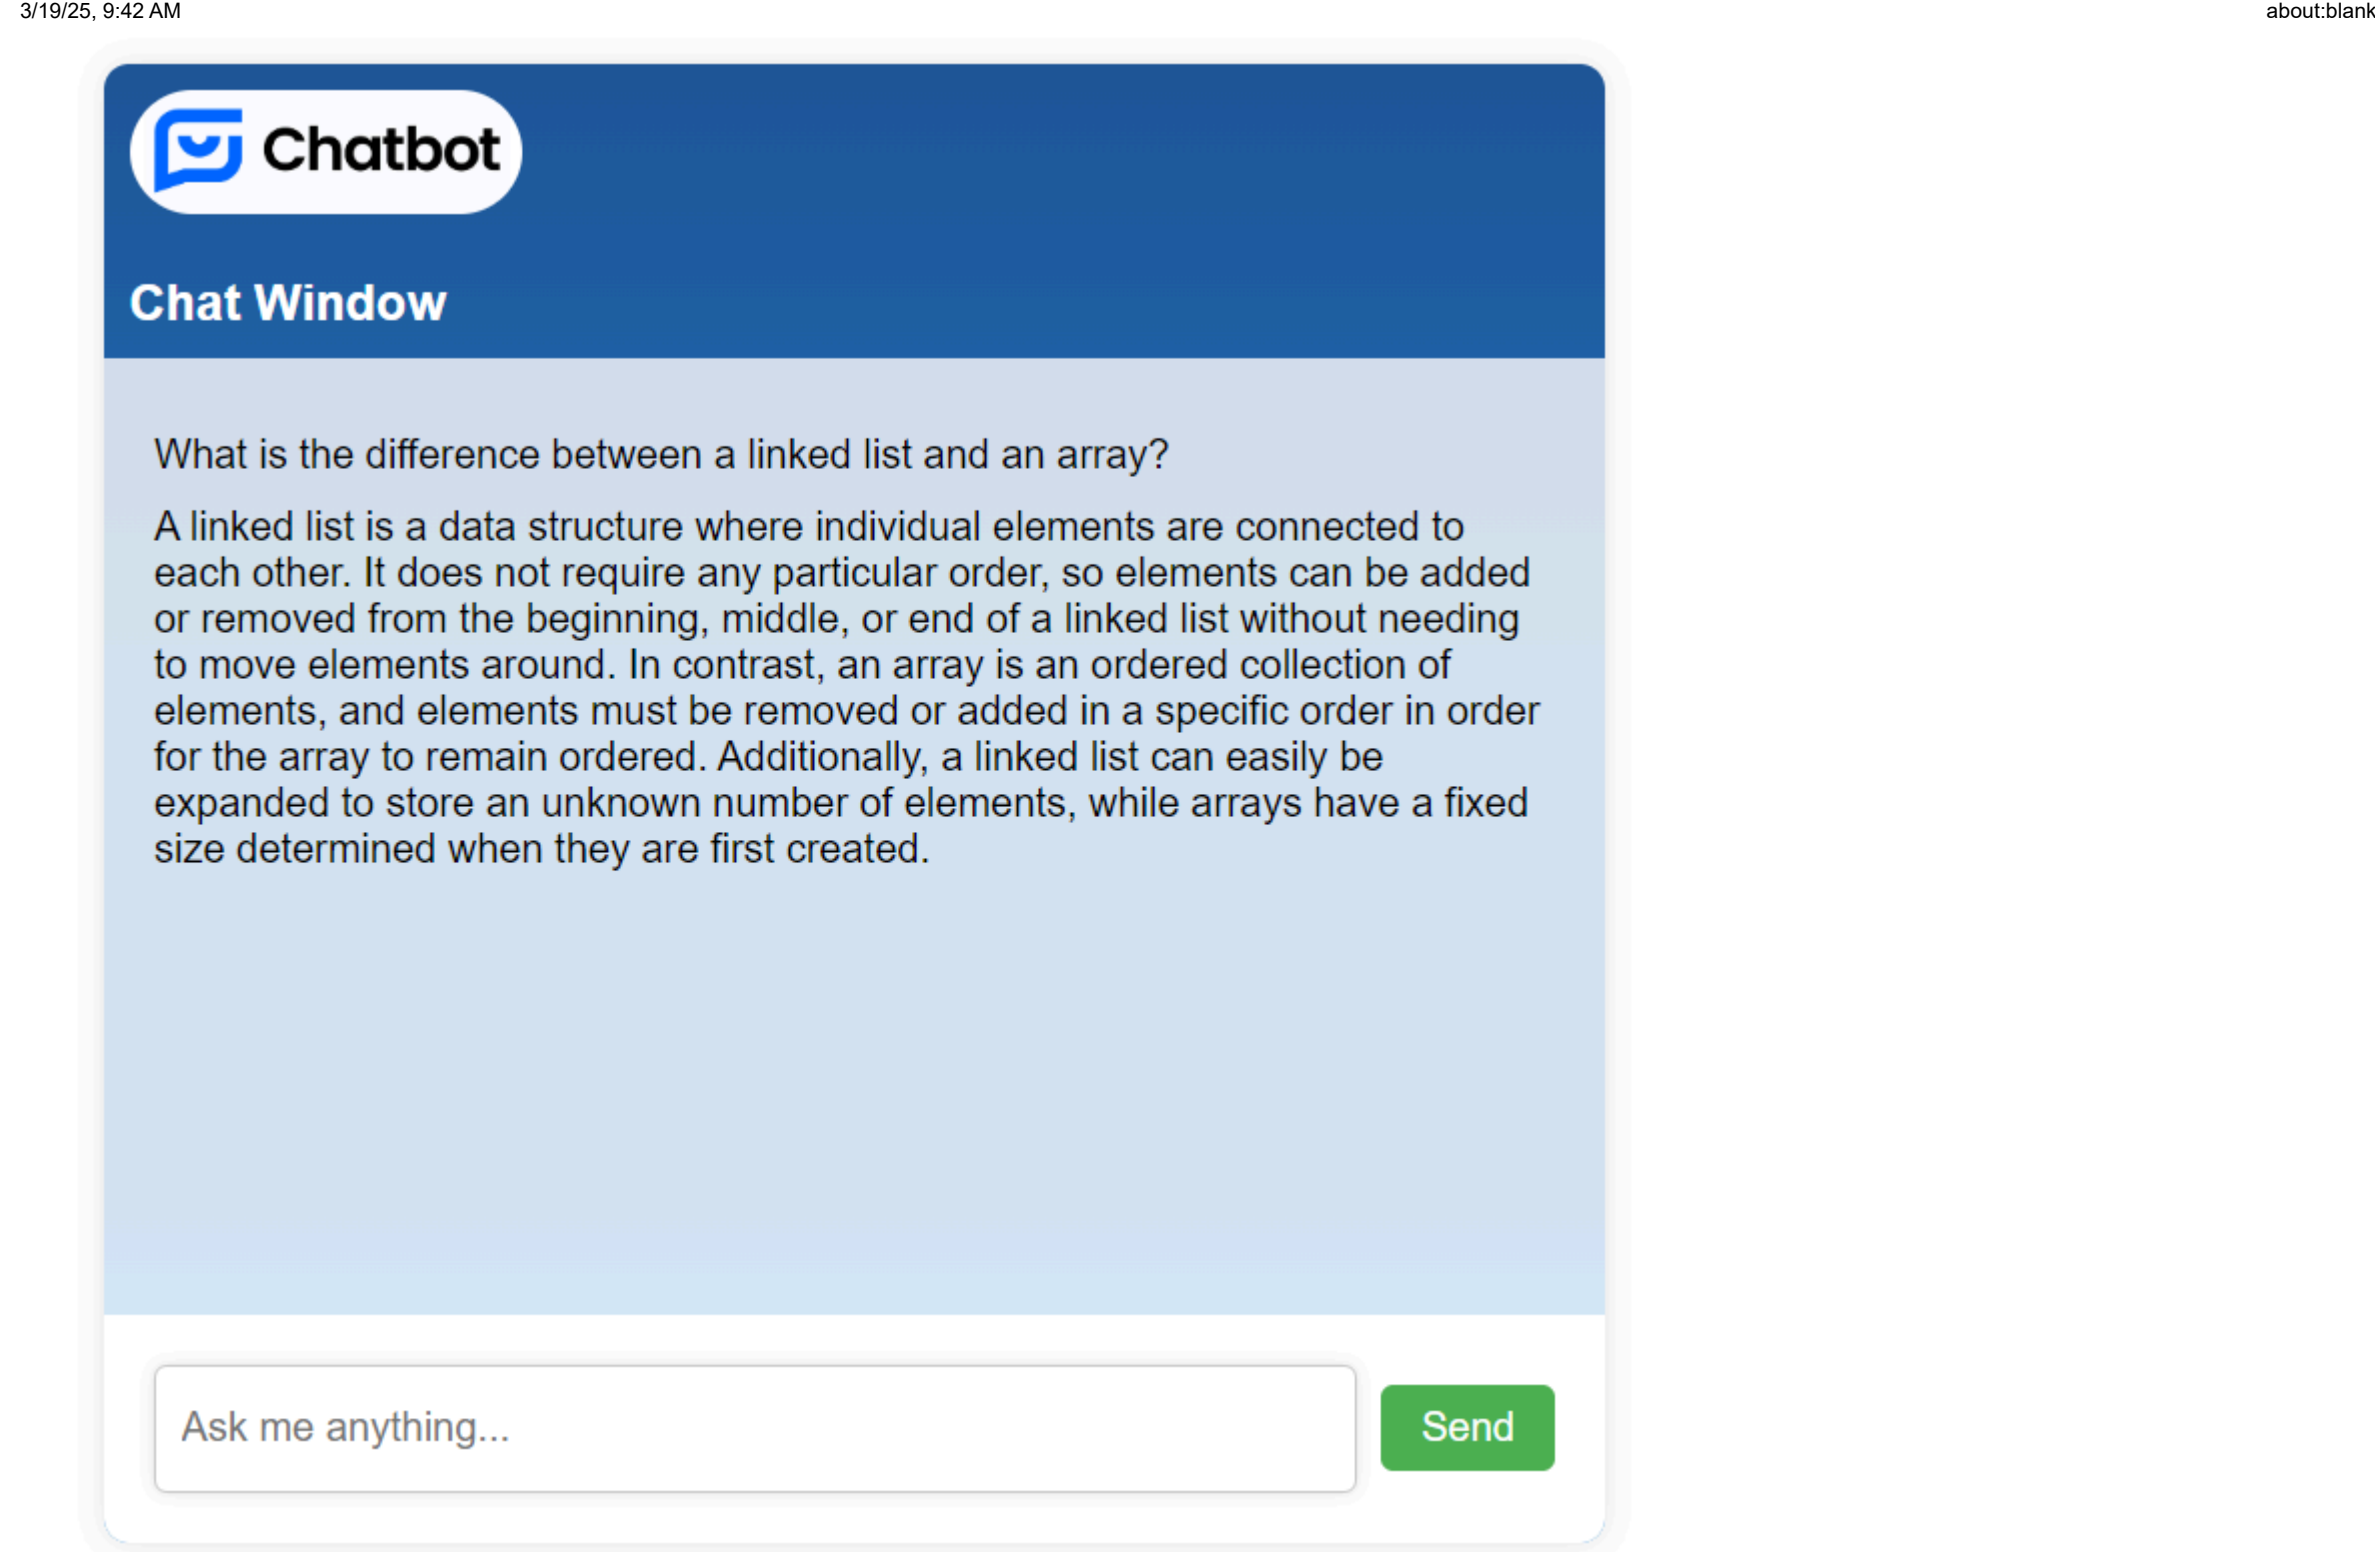 3/19/25, 9:42 AM
about:blank
Chatbot
Chat Window
What is the difference between a linked list and an array?
A linked list is a data structure where individual elements are connected to
each other. It does not require any particular order, so elements can be added
or removed from the beginning, middle, or end of a linked list without needing
to move elements around. In contrast, an array is an ordered collection of
elements, and elements must be removed or added in a specific order in order
for the array to remain ordered. Additionally, a linked list can easily be
expanded to store an unknown number of elements, while arrays have a fixed
size determined when they are first created.
Ask me anything...
Send